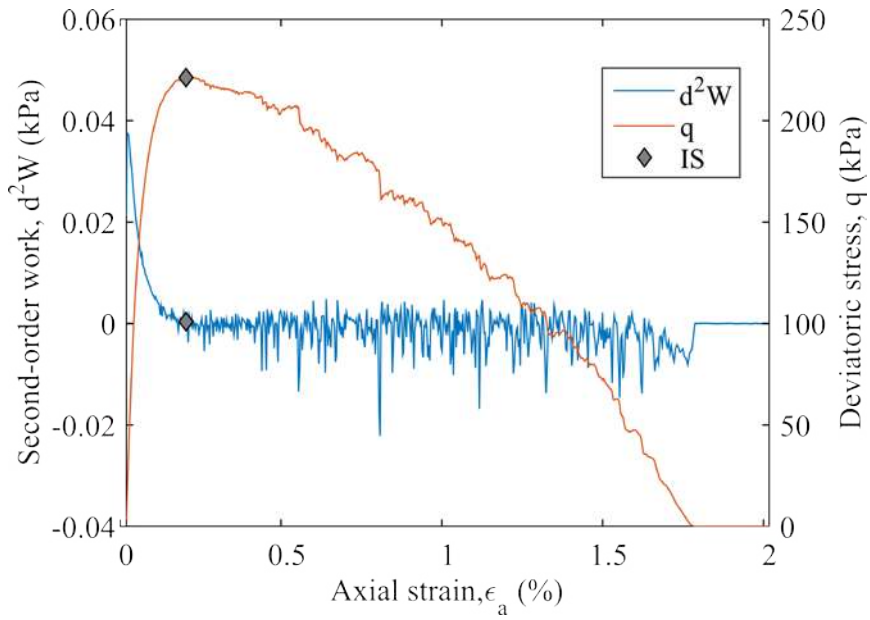 0.06
0.04
0.02
0
-0.02
-0.04
Second-order work, d²W (kPa)
250
200
150
100
50
0
Deviatoric stress, q (kPa)
d²W
q
IS
0
0.5
1
1.5
2
Axial strain,ϵₐ (%)